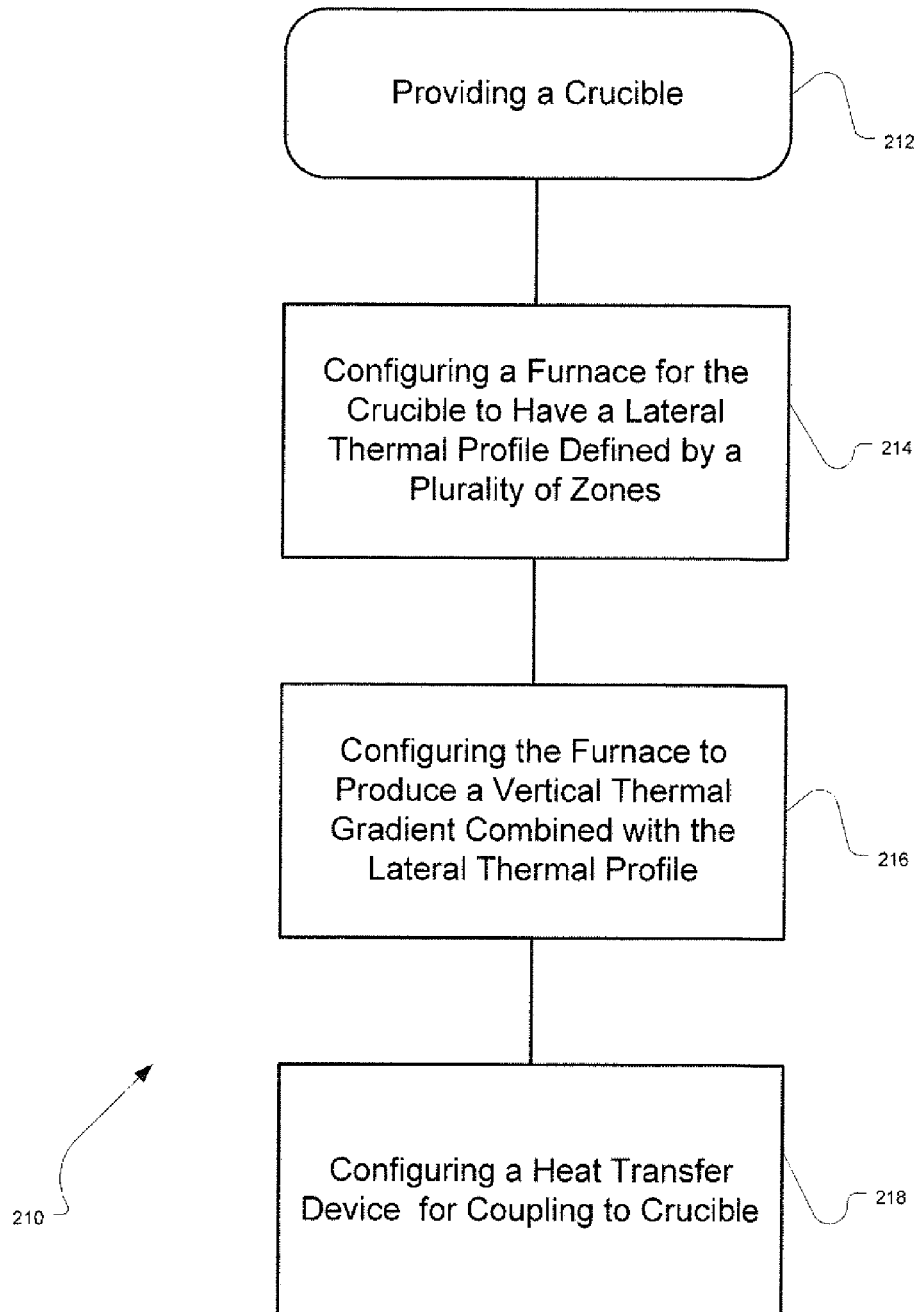 Providing a Crucible
212
Configuring a Furnace for the
Crucible to Have a Lateral
Thermal Profile Defined by a
Plurality of Zones
214
Configuring the Furnace to
Produce a Vertical Thermal
Gradient Combined with the
Lateral Thermal Profile
216
Configuring a Heat Transfer
Device for Coupling to Crucible
218
210